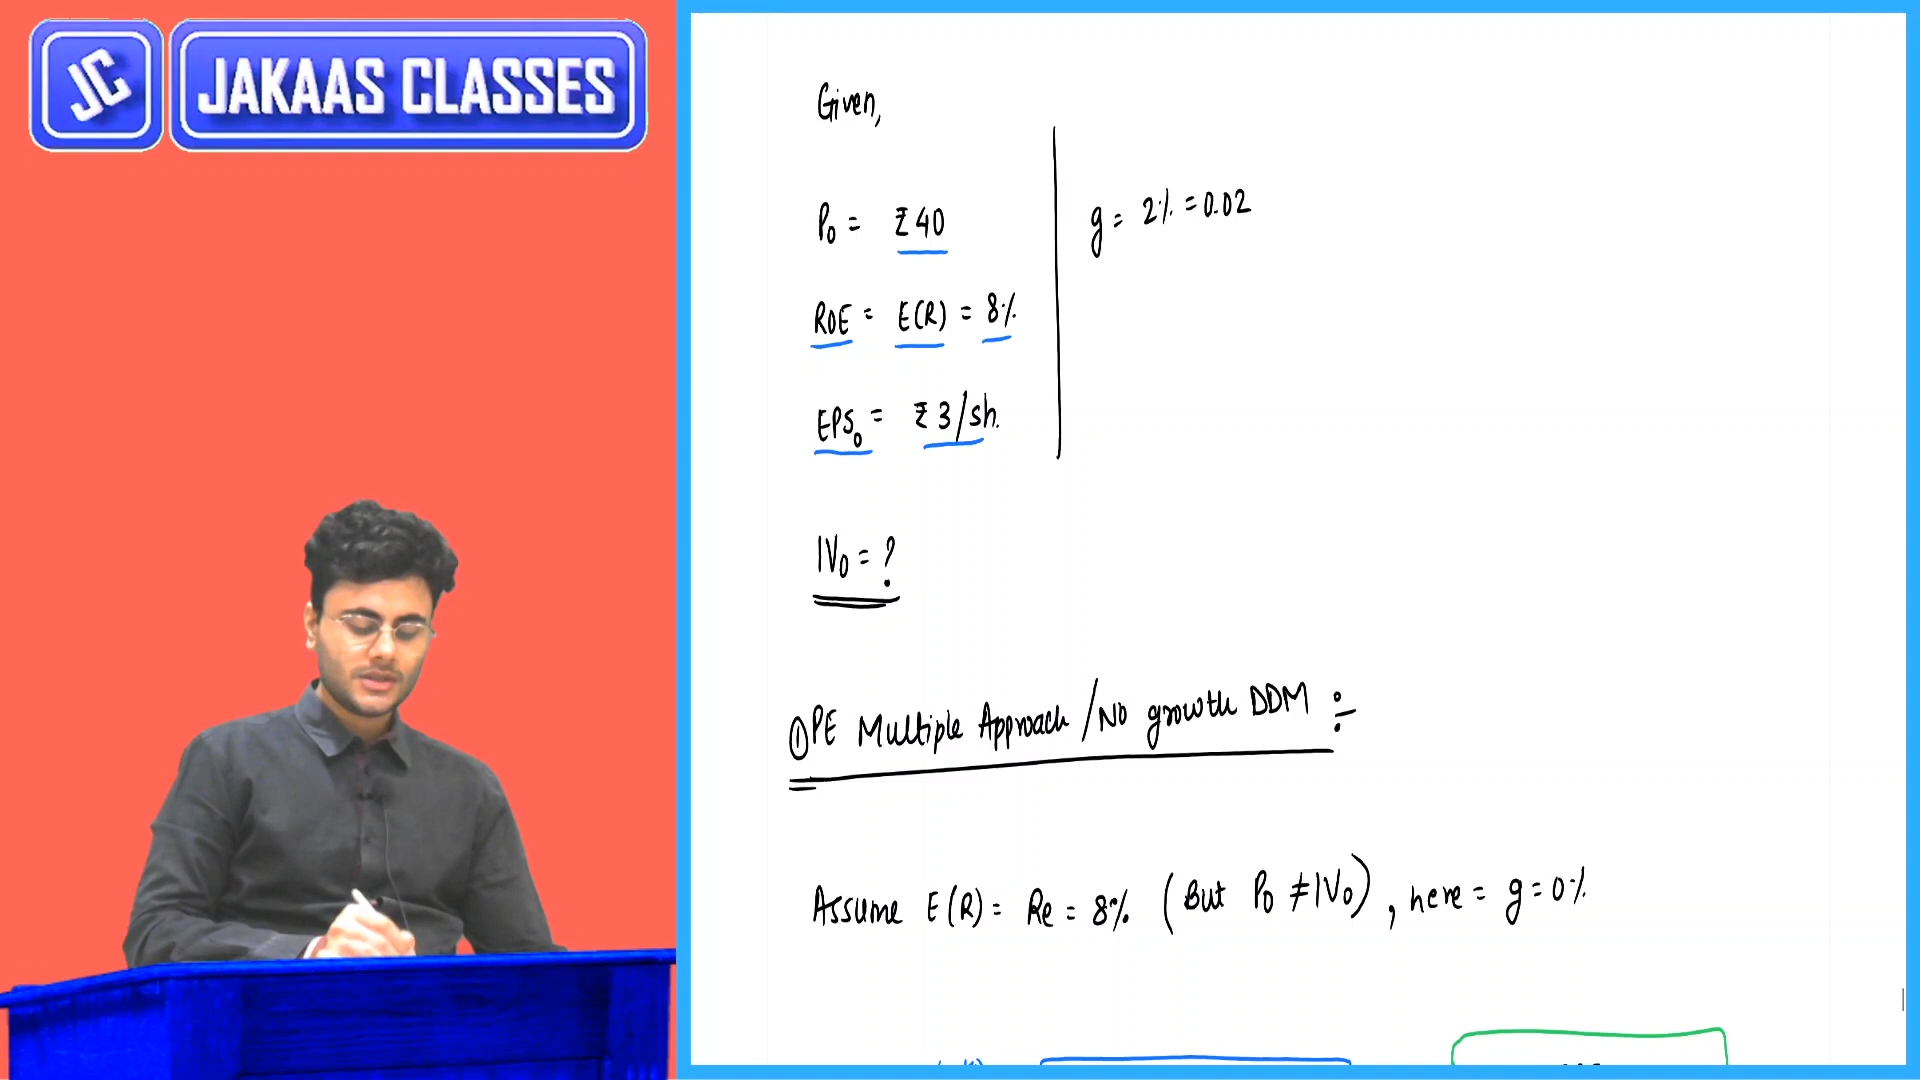 JC JAKAAS CLASSES
Given,
P₀ = ₹40
g = 2% = 0.02
ROE = E(R) = 8%
EPS₀ = ₹3/sh.
IV₀ = ?
① PE Multiple Approach / No growth DDM :-
Assume E(R) = Re = 8% (But P₀ ≠ IV₀), here = g = 0%